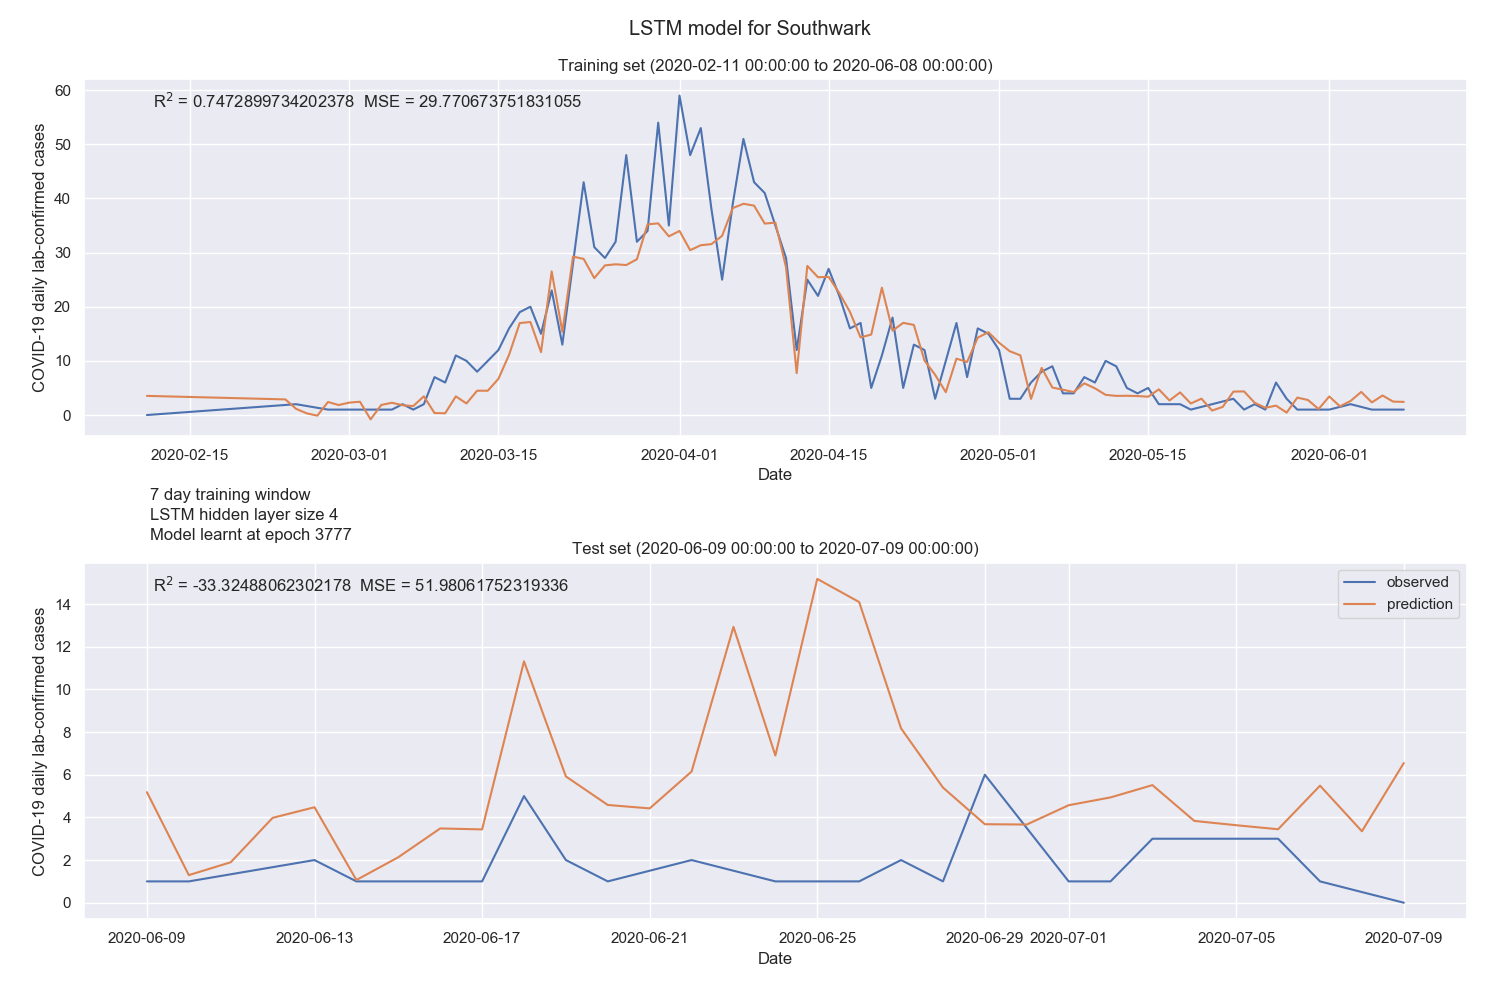 LSTM model for Southwark
Training set (2020-02-11 00:00:00 to 2020-06-08 00:00:00)
R² = 0.7472899734202378  MSE = 29.770673751831055
COVID-19 daily lab-confirmed cases
60
50
40
30
20
10
0
2020-02-15 2020-03-01 2020-03-15 2020-04-01 2020-04-15 2020-05-01 2020-05-15 2020-06-01
Date
7 day training window
LSTM hidden layer size 4
Model learnt at epoch 3777
Test set (2020-06-09 00:00:00 to 2020-07-09 00:00:00)
R² = -33.32488062302178  MSE = 51.98061752319336
observed
prediction
COVID-19 daily lab-confirmed cases
14
12
10
8
6
4
2
0
2020-06-09 2020-06-13 2020-06-17 2020-06-21 2020-06-25 2020-06-29 2020-07-01 2020-07-05 2020-07-09
Date